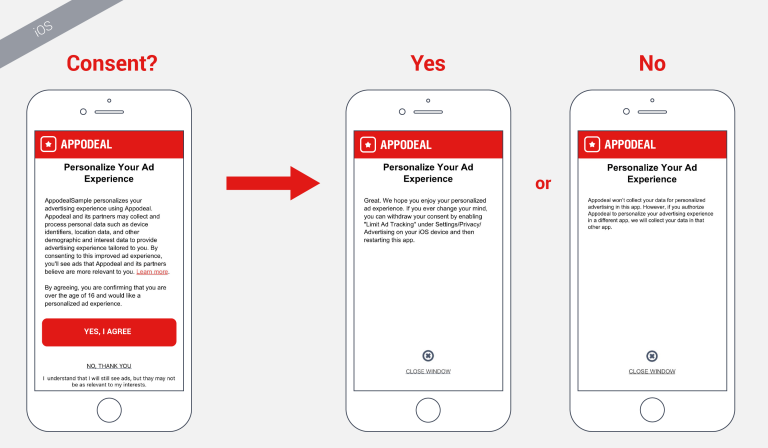 iOS
Consent?
APPODEAL
Personalize Your Ad
Experience
AppodealSample personalizes your
advertising experience using Appodeal.
Appodeal and its partners may collect and
process personal data such as device
identifiers, location data, and other
demographic and interest data to provide
advertising experience tailored to you. By
consenting to this improved ad experience,
you'll see ads that Appodeal and its partners
believe are more relevant to you. Learn more.
By agreeing, you are confirming that you are
over the age of 16 and would like a
personalized ad experience.
YES, I AGREE
NO, THANK YOU
I understand that I will still see ads, but they may not
be as relevant to my interests.
Yes
APPODEAL
Personalize Your Ad
Experience
Great. We hope you enjoy your personalized
ad experience. If you ever change your mind,
you can withdraw your consent by enabling
"Limit Ad Tracking" under Settings/Privacy/
Advertising on your iOS device and then
restarting this app.
CLOSE WINDOW
or
No
APPODEAL
Personalize Your Ad
Experience
Appodeal won't collect your data for personalized
advertising in this app. However, if you authorize
Appodeal to personalize your advertising experience
in a different app, we will collect your data in that
other app.
CLOSE WINDOW